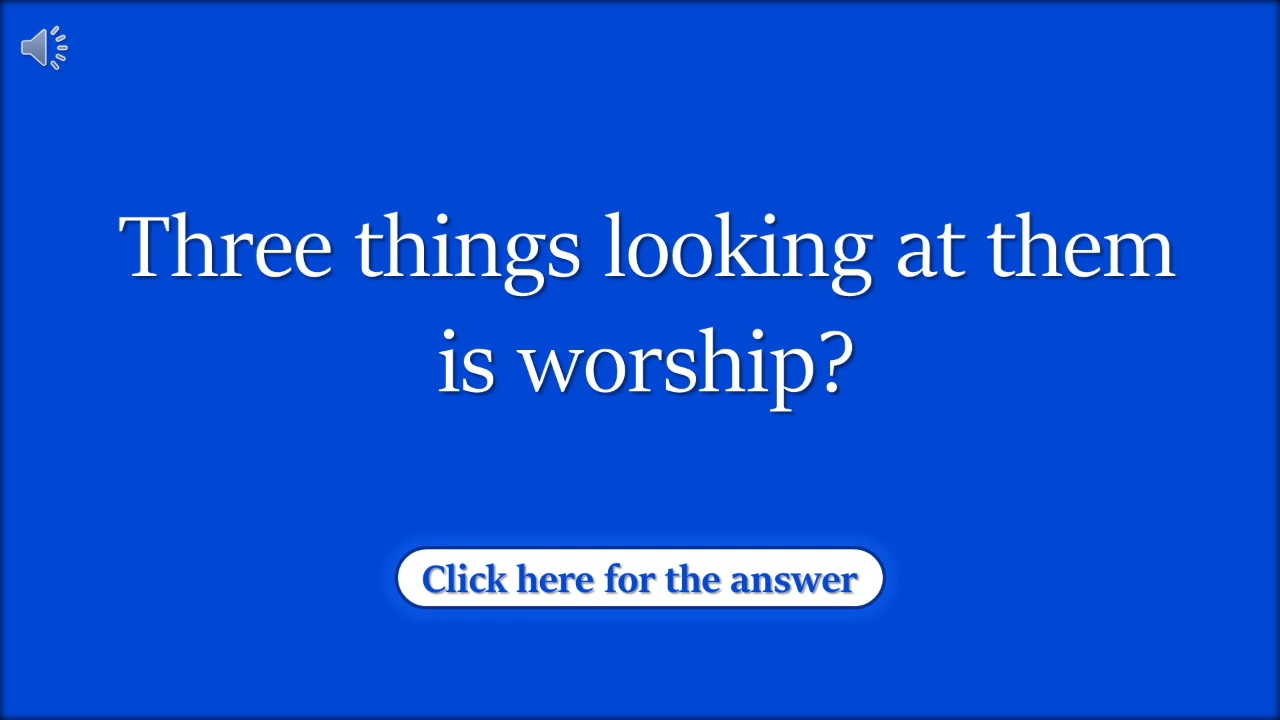 Three things looking at them
is worship?
Click here for the answer